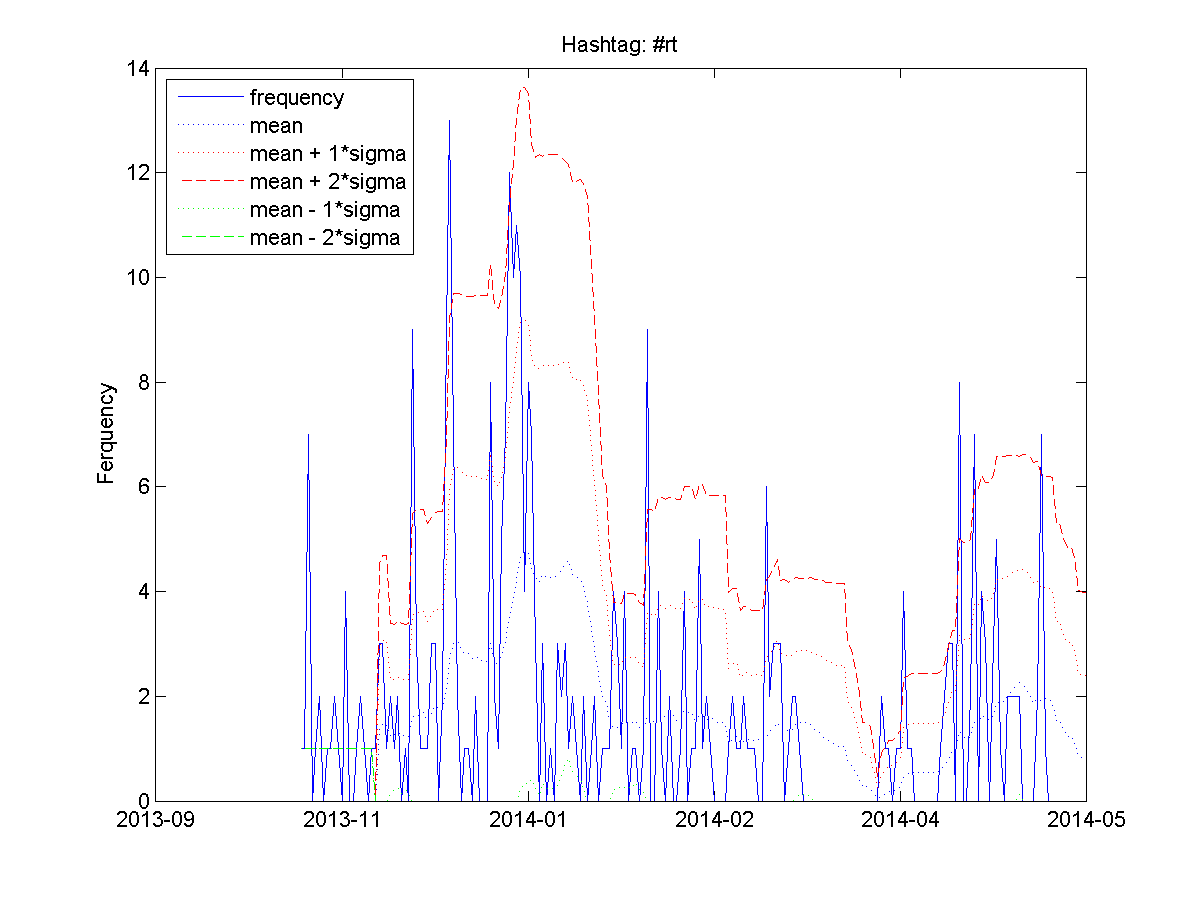 Hashtag: #rt
14
12
10
8
6
4
2
0
Ferquency
frequency
mean
mean + 1*sigma
mean + 2*sigma
mean - 1*sigma
mean - 2*sigma
2013-09
2013-11
2014-01
2014-02
2014-04
2014-05